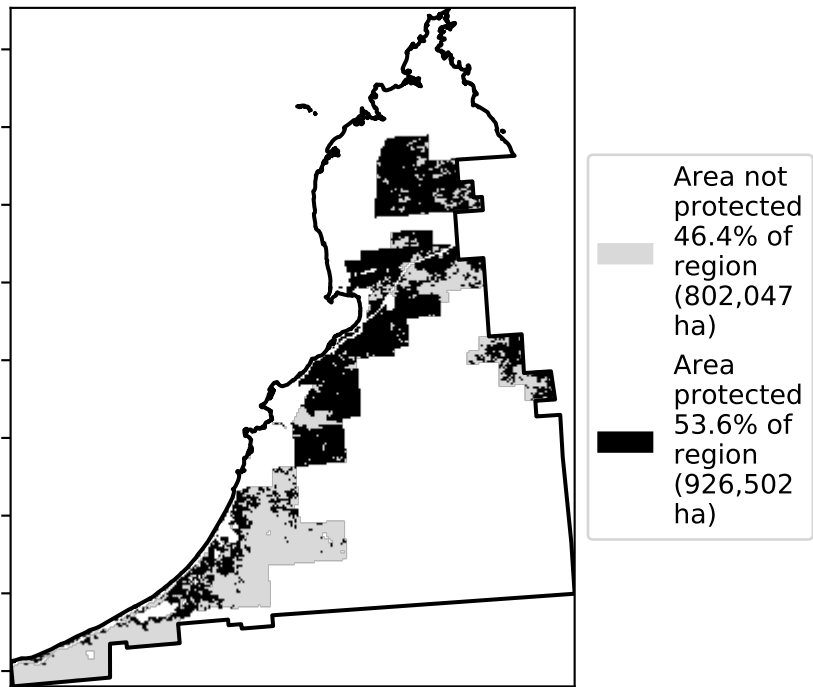 Area not
protected
46.4% of
region
(802,047
ha)
Area
protected
53.6% of
region
(926,502
ha)